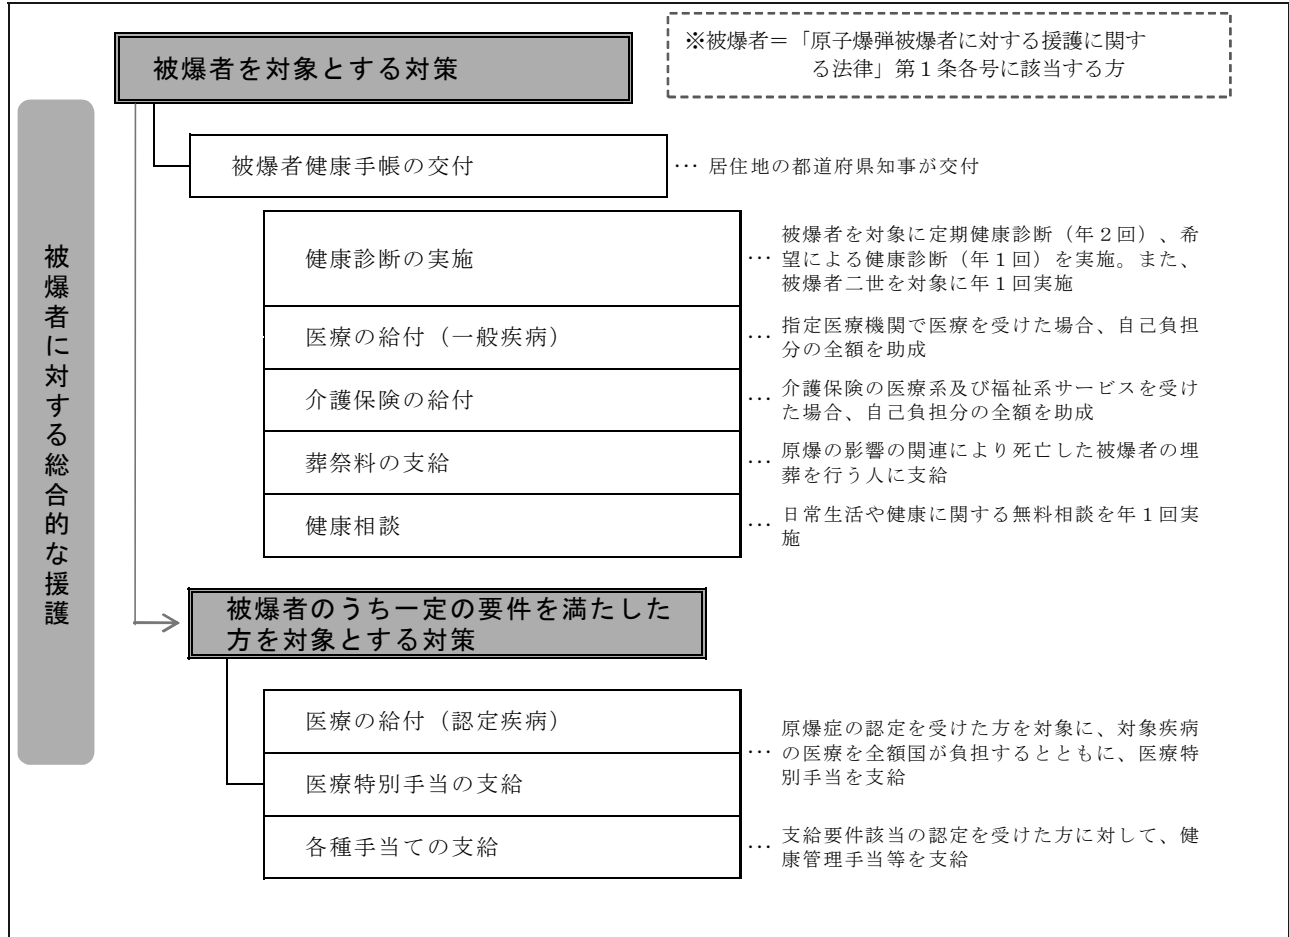 ※被爆者＝「原子爆弾被爆者に対する援護に関す
る法律」第１条各号に該当する方
被爆者を対象とする対策
被爆者に対する総合的な援護
被爆者健康手帳の交付
… 居住地の都道府県知事が交付
健康診断の実施
… 被爆者を対象に定期健康診断（年２回）、希
望による健康診断（年１回）を実施。また、
被爆者二世を対象に年１回実施
医療の給付（一般疾病）
… 指定医療機関で医療を受けた場合、自己負担
分の全額を助成
介護保険の給付
… 介護保険の医療系及び福祉系サービスを受け
た場合、自己負担分の全額を助成
葬祭料の支給
… 原爆の影響の関連により死亡した被爆者の埋
葬を行う人に支給
健康相談
… 日常生活や健康に関する無料相談を年１回実
施
被爆者のうち一定の要件を満たした
方を対象とする対策
医療の給付（認定疾病）
医療特別手当の支給
… 原爆症の認定を受けた方を対象に、対象疾病
の医療を全額国が負担するとともに、医療特
別手当を支給
各種手当ての支給
… 支給要件該当の認定を受けた方に対して、健
康管理手当等を支給